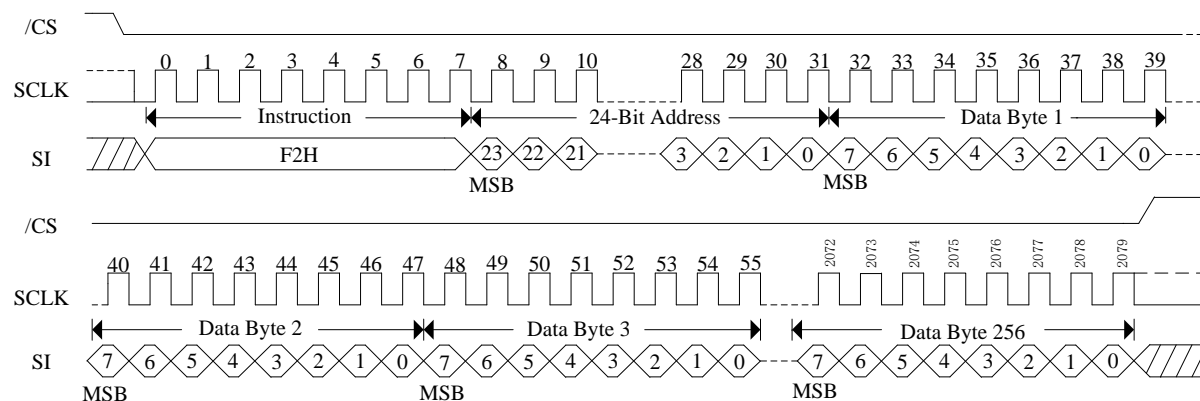 /CS
0 1 2 3 4 5 6 7 8 9 10 28 29 30 31 32 33 34 35 36 37 38 39
SCLK
Instruction 24-Bit Address Data Byte 1
SI F2H 23 22 21 3 2 1 0 7 6 5 4 3 2 1 0
MSB MSB
/CS
40 41 42 43 44 45 46 47 48 49 50 51 52 53 54 55 2072 2073 2074 2075 2076 2077 2078 2079
SCLK
Data Byte 2 Data Byte 3 Data Byte 256
SI 7 6 5 4 3 2 1 0 7 6 5 4 3 2 1 0 7 6 5 4 3 2 1 0
MSB MSB MSB